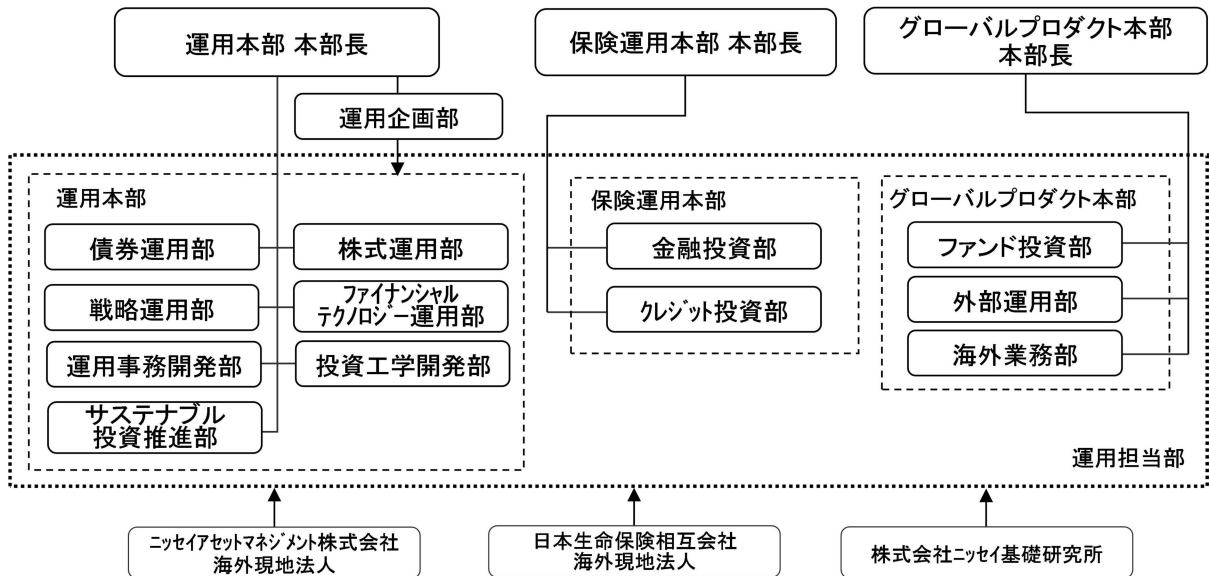 運用本部 本部長
保険運用本部 本部長
グローバルプロダクト本部
本部長
運用企画部
運用本部
債券運用部
株式運用部
戦略運用部
ファイナンシャル
テクノロジー運用部
運用事務開発部
投資工学開発部
サステナブル
投資推進部
保険運用本部
金融投資部
クレジット投資部
グローバルプロダクト本部
ファンド投資部
外部運用部
海外業務部
運用担当部
ニッセイアセットマネジメント株式会社
海外現地法人
日本生命保険相互会社
海外現地法人
株式会社ニッセイ基礎研究所